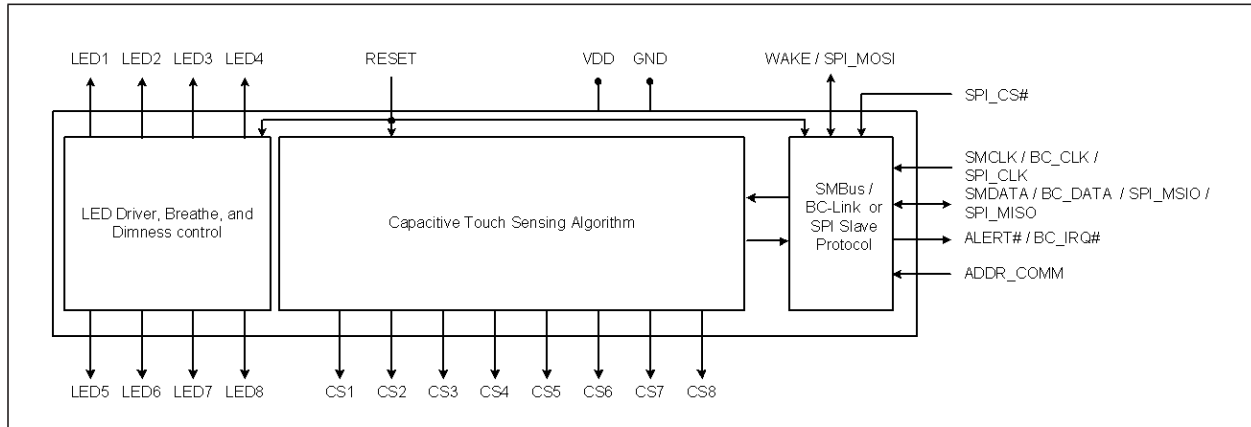 LED1 LED2 LED3 LED4 RESET VDD GND WAKE / SPI_MOSI
SPI_CS#
SMCLK / BC_CLK /
SPI_CLK
SMDATA / BC_DATA / SPI_MSIO /
SPI_MISO
ALERT# / BC_IRQ#
ADDR_COMM
LED Driver, Breathe, and
Dimness control
Capacitive Touch Sensing Algorithm
SMBus /
BC-Link or
SPI Slave
Protocol
LED5 LED6 LED7 LED8 CS1 CS2 CS3 CS4 CS5 CS6 CS7 CS8